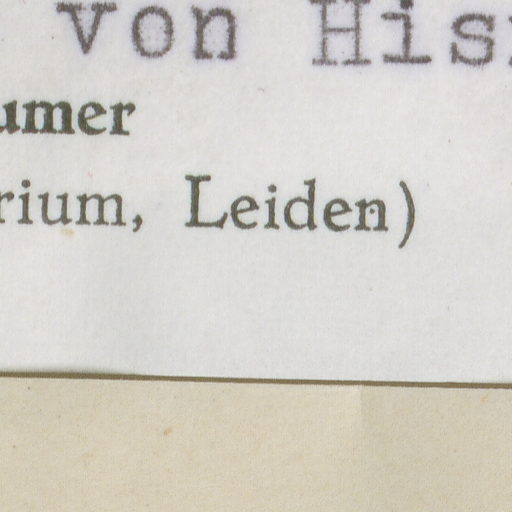 von His
umer
rium, Leiden)